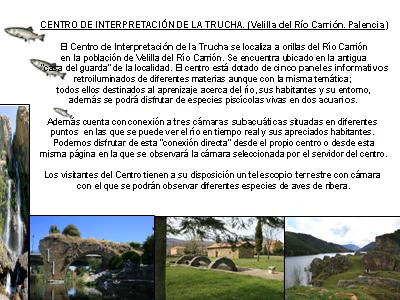 CENTRO DE INTERPRETACIÓN DE LA TRUCHA. (Velilla del Río Carrión. Palencia)
El Centro de Interpretación de la Trucha se localiza a orillas del Río Carrión
en la población de Velilla del Río Carrión. Se encuentra ubicado en la antigua
"casa del guarda" de la localidad. El centro está dotado de cinco paneles informativos
retroiluminados de diferentes materias aunque con la misma temática;
todos ellos destinados al aprenizaje acerca del río, sus habitantes y su entorno,
además se podrá disfrutar de especies piscícolas vivas en dos acuarios.
Además cuenta con conexión a tres cámaras subacuáticas situadas en diferentes
puntos en las que se puede ver el río en tiempo real y sus apreciados habitantes.
Podemos disfrutar de esta "conexión directa" desde el propio centro o desde esta
misma página en la que se observará la cámara seleccionada por el servidor del centro.
Los visitantes del Centro tienen a su disposición un telescopio terrestre con cámara
con el que se podrán observar diferentes especies de aves de ribera.